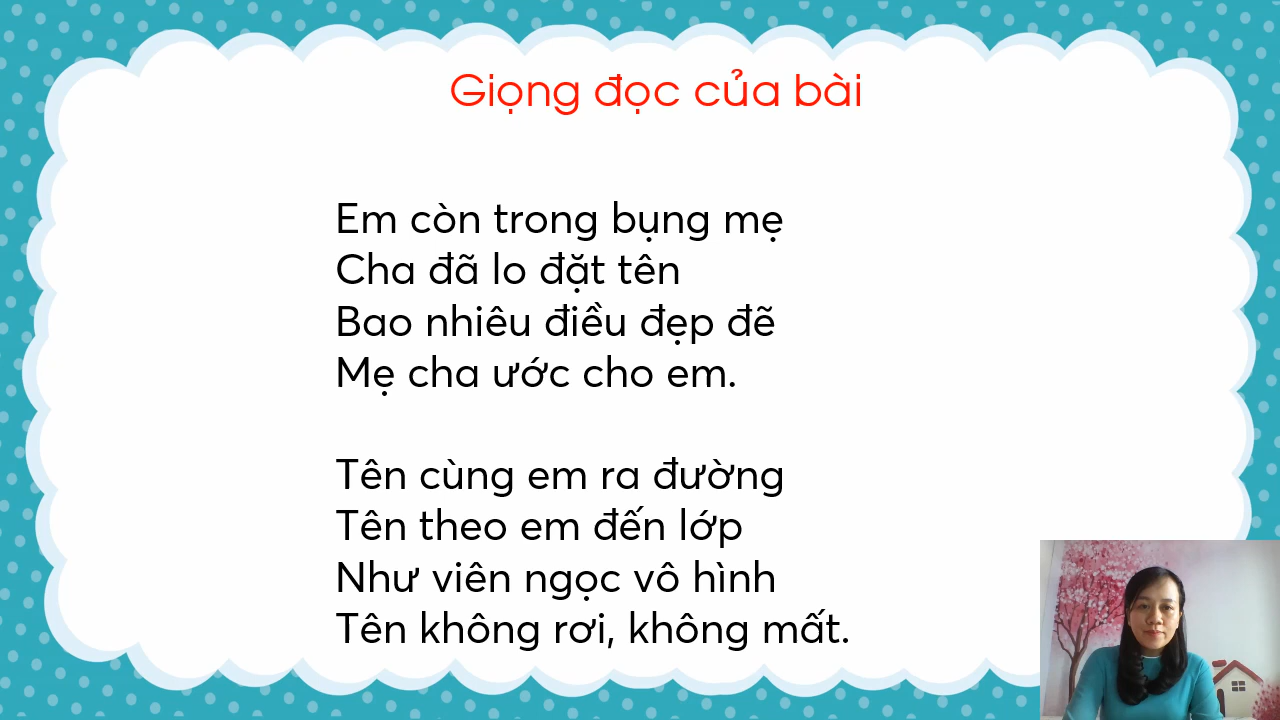 Giọng đọc của bài
Em còn trong bụng mẹ
Cha đã lo đặt tên
Bao nhiêu điều đẹp đẽ
Mẹ cha ước cho em.
Tên cùng em ra đường
Tên theo em đến lớp
Như viên ngọc vô hình
Tên không rơi, không mất.